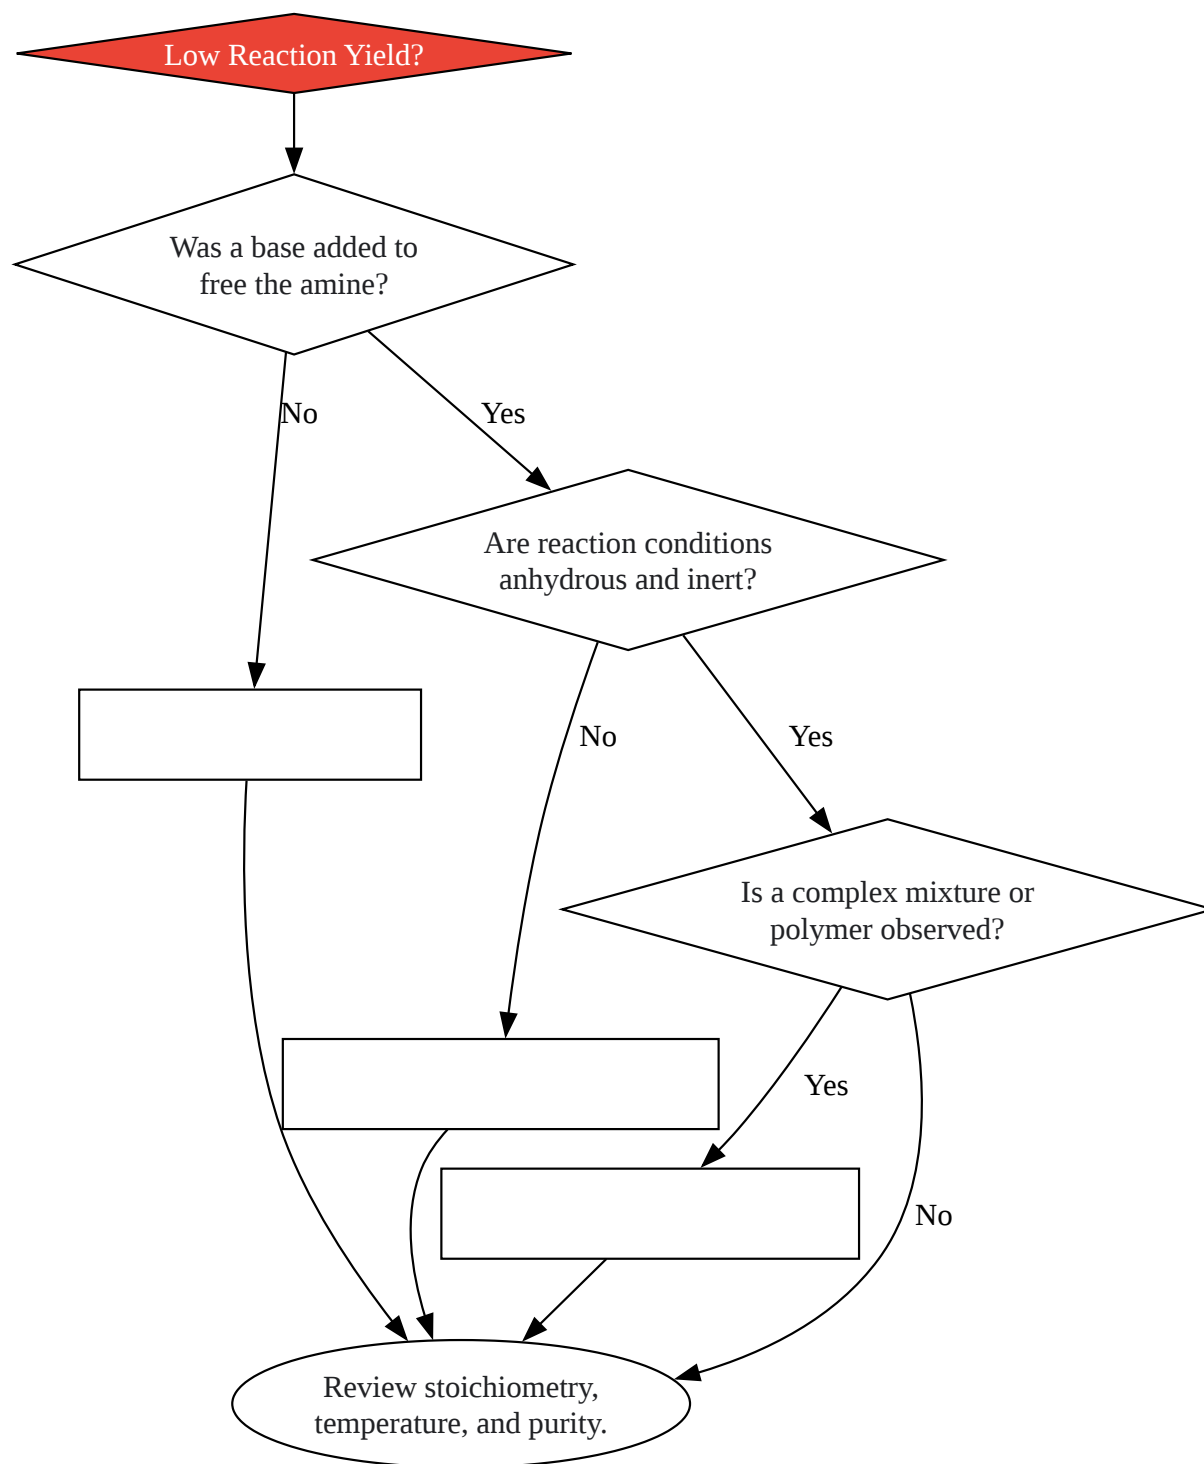 Low Reaction Yield?
Was a base added to
free the amine?
No
Yes
Are reaction conditions
anhydrous and inert?
No
Yes
Is a complex mixture or
polymer observed?
Yes
No
Review stoichiometry,
temperature, and purity.